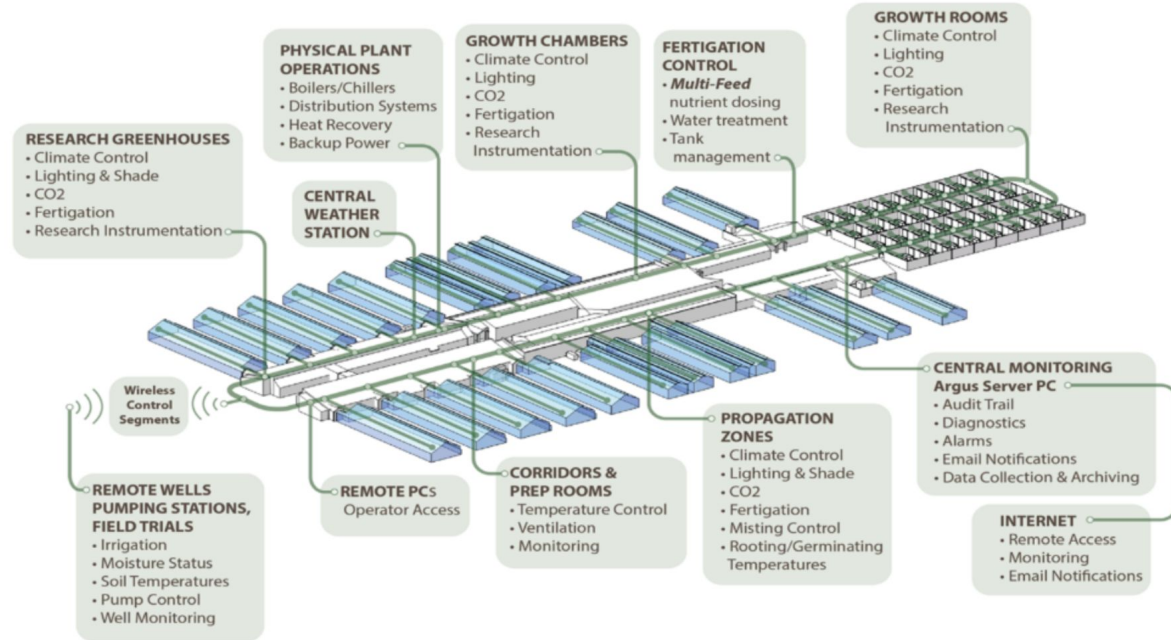 GROWTH ROOMS
• Climate Control
• Lighting
• CO2
• Fertigation
• Research
Instrumentation
PHYSICAL PLANT
OPERATIONS
• Boilers/Chillers
• Distribution Systems
• Heat Recovery
• Backup Power
GROWTH CHAMBERS
• Climate Control
• Lighting
• CO2
• Fertigation
• Research
Instrumentation
FERTIGATION
CONTROL
• Multi-Feed
nutrient dosing
• Water treatment
• Tank
management
RESEARCH GREENHOUSES
• Climate Control
• Lighting & Shade
• CO2
• Fertigation
• Research Instrumentation
CENTRAL
WEATHER
STATION
Wireless
Control
Segments
REMOTE WELLS
PUMPING STATIONS,
FIELD TRIALS
• Irrigation
• Moisture Status
• Soil Temperatures
• Pump Control
• Well Monitoring
REMOTE PCs
Operator Access
CORRIDORS &
PREP ROOMS
• Temperature Control
• Ventilation
• Monitoring
PROPAGATION
ZONES
• Climate Control
• Lighting & Shade
• CO2
• Fertigation
• Misting Control
• Rooting/Germinating
Temperatures
CENTRAL MONITORING
Argus Server PC
• Audit Trail
• Diagnostics
• Alarms
• Email Notifications
• Data Collection & Archiving
INTERNET
• Remote Access
• Monitoring
• Email Notifications